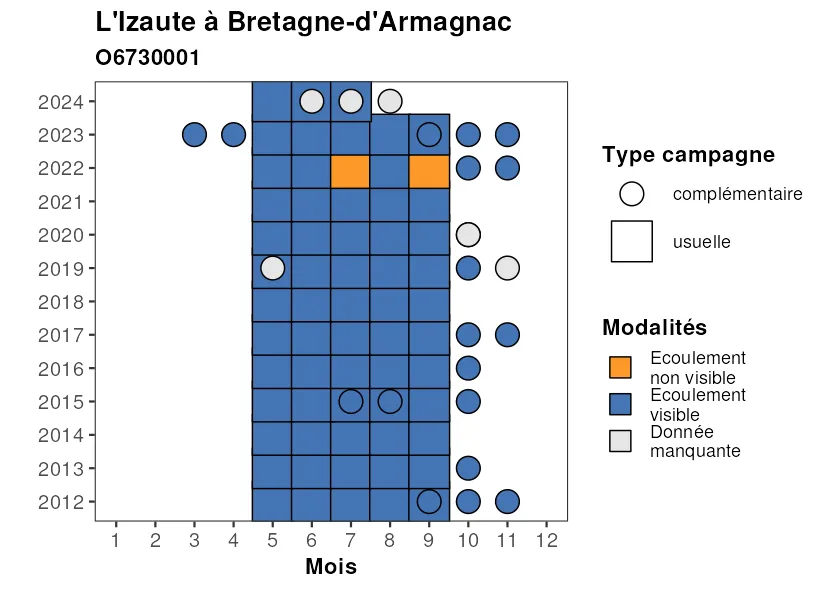 L'Izaute à Bretagne-d'Armagnac
O6730001
2024
2023
2022
2021
2020
2019
2018
2017
2016
2015
2014
2013
2012
1 2 3 4 5 6 7 8 9 10 11 12
Mois
Type campagne
complémentaire
usuelle
Modalités
Ecoulement
non visible
Ecoulement
visible
Donnée
manquante